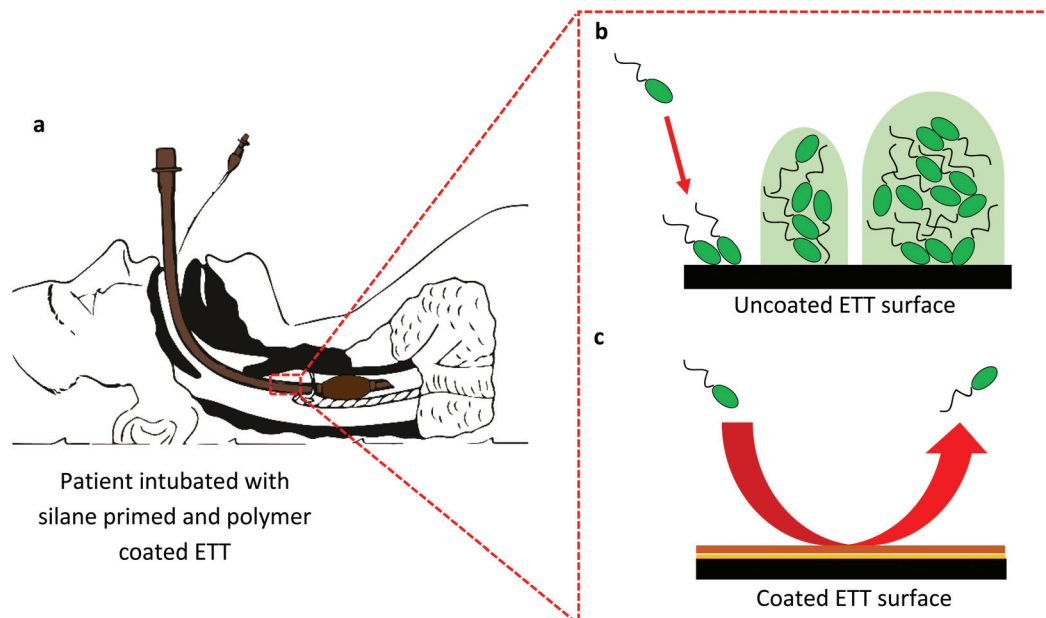 a
Patient intubated with
silane primed and polymer
coated ETT
b
Uncoated ETT surface
c
Coated ETT surface